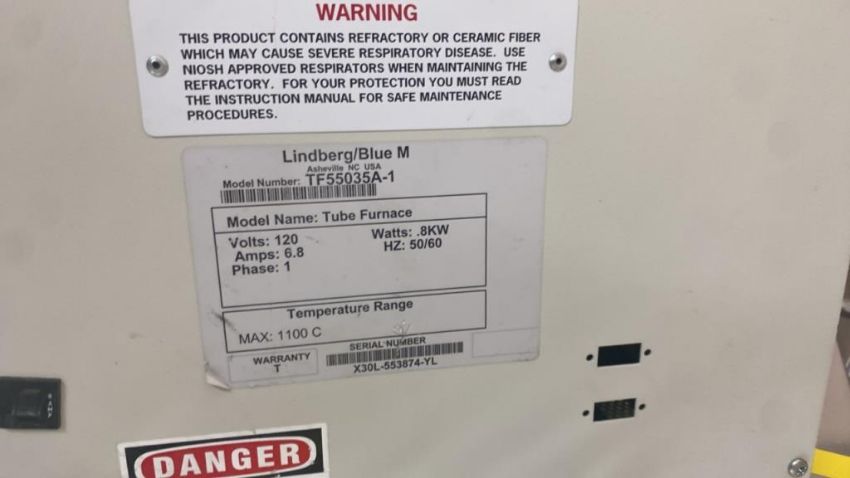 WARNING
THIS PRODUCT CONTAINS REFRACTORY OR CERAMIC FIBER
WHICH MAY CAUSE SEVERE RESPIRATORY DISEASE. USE
NIOSH APPROVED RESPIRATORS WHEN MAINTAINING THE
REFRACTORY. FOR YOUR PROTECTION YOU MUST READ
THE INSTRUCTION MANUAL FOR SAFE MAINTENANCE
PROCEDURES.
Lindberg/Blue M
Asheville NC USA
Model Number: TF55035A-1
Model Name: Tube Furnace
Volts: 120 Watts: .8KW
Amps: 6.8 HZ: 50/60
Phase: 1
Temperature Range
MAX: 1100 C
WARRANTY
T
SERIAL NUMBER
X30L-553874-YL
DANGER